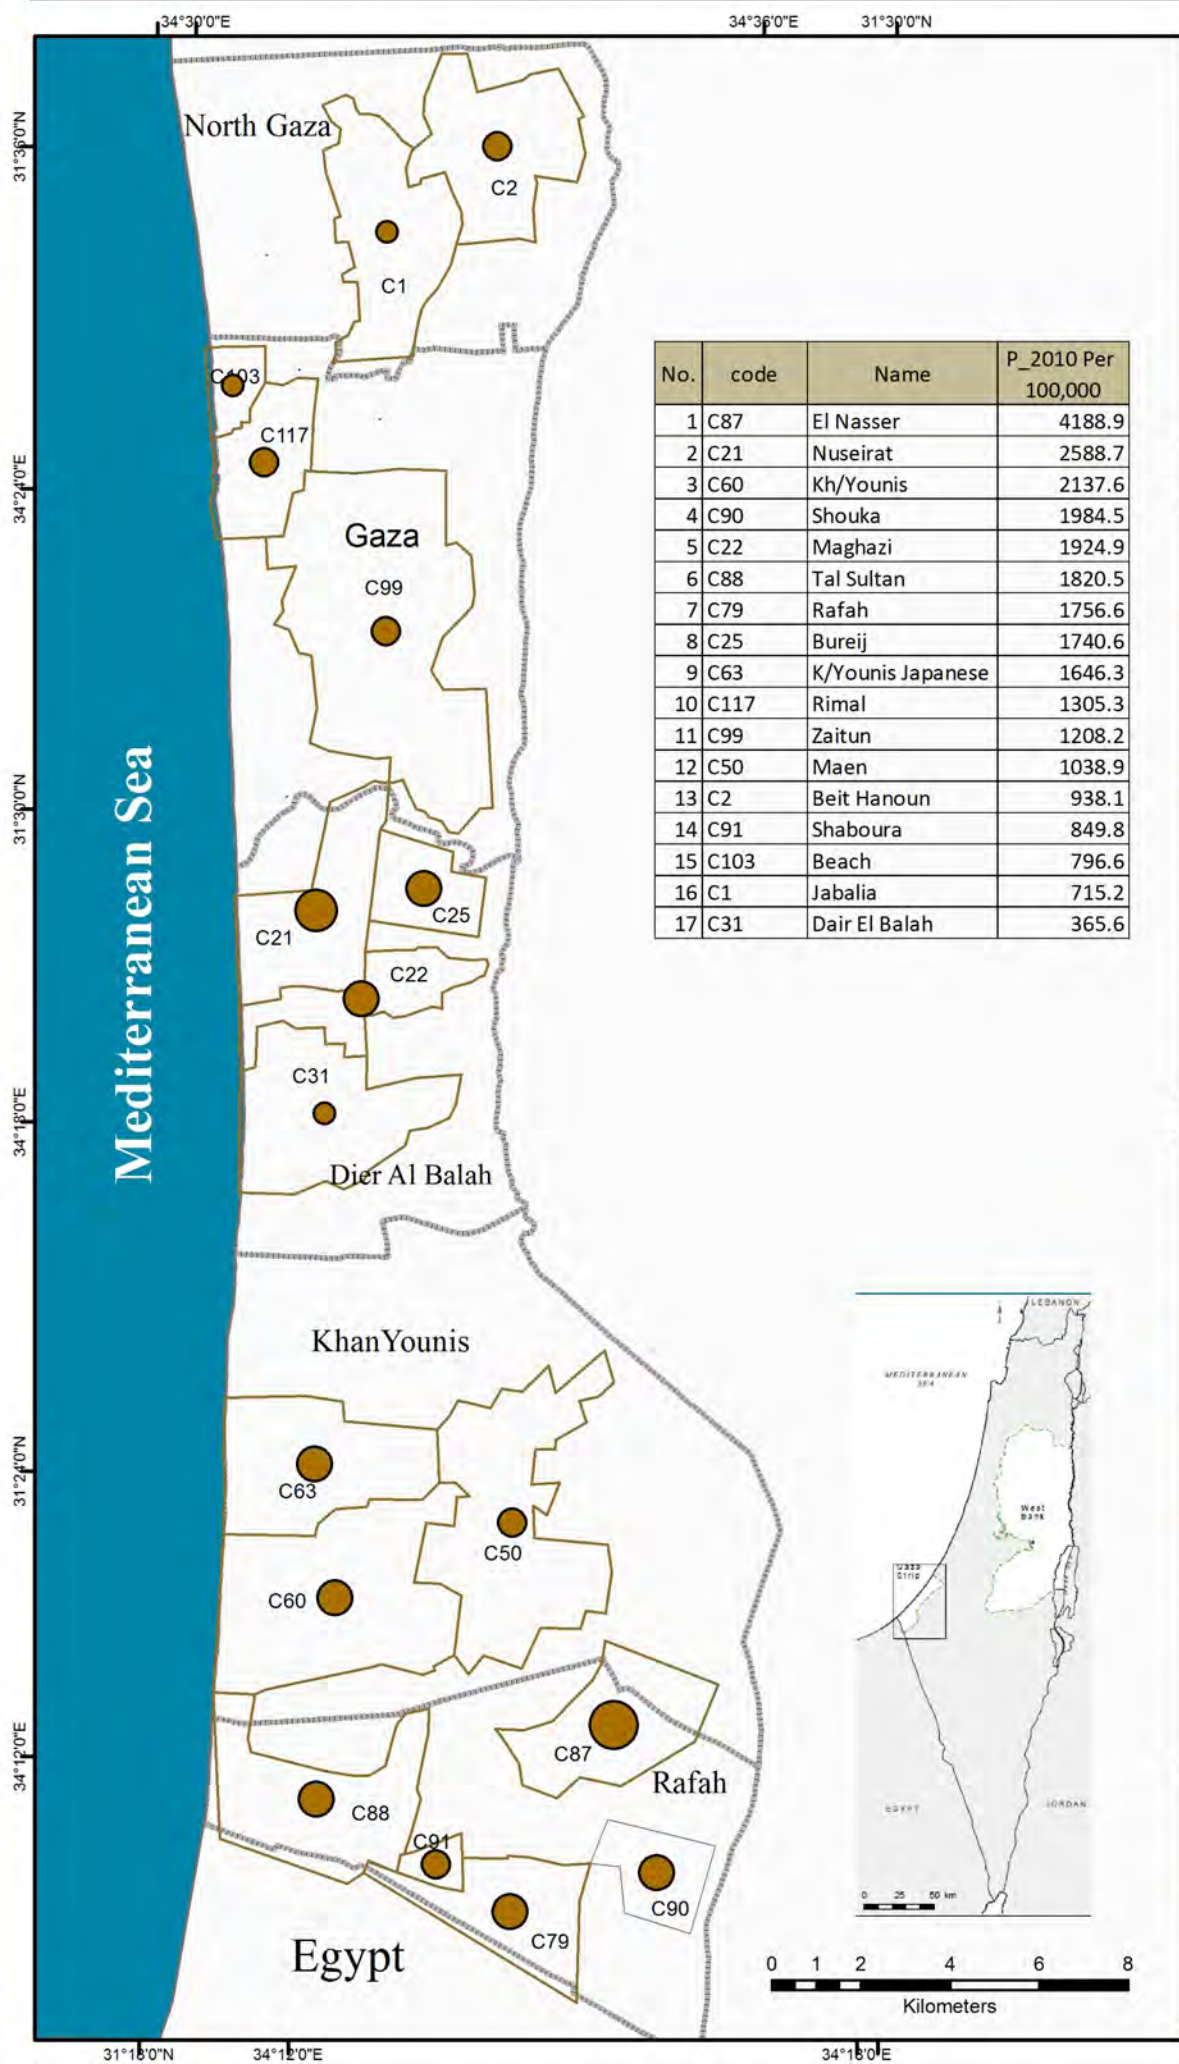 34°30'0"E 34°36'0"E 31°30'0"N
31°36'0"N
34°24'0"E
31°30'0"N
34°18'0"E
31°24'0"N
34°12'0"E
North Gaza
C2
C1
C103
C117
Gaza
C99
Mediterranean Sea
C25
C21
C22
C31
Dier Al Balah
KhanYounis
C63
C50
C60
C87
Rafah
C88
C91
C90
C79
Egypt
No. code Name P_2010 Per 100,000
1 C87 El Nasser 4188.9
2 C21 Nuseirat 2588.7
3 C60 Kh/Younis 2137.6
4 C90 Shouka 1984.5
5 C22 Maghazi 1924.9
6 C88 Tal Sultan 1820.5
7 C79 Rafah 1756.6
8 C25 Bureij 1740.6
9 C63 K/Younis Japanese 1646.3
10 C117 Rimal 1305.3
11 C99 Zaitun 1208.2
12 C50 Maen 1038.9
13 C2 Beit Hanoun 938.1
14 C91 Shaboura 849.8
15 C103 Beach 796.6
16 C1 Jabalia 715.2
17 C31 Dair El Balah 365.6
LEBANON
MEDITERRANEAN
SEA
West
Bank
Gaza
Strip
EGYPT
JORDAN
0 25 50 km
0 1 2 4 6 8
Kilometers
31°18'0"N 34°12'0"E 34°18'0"E